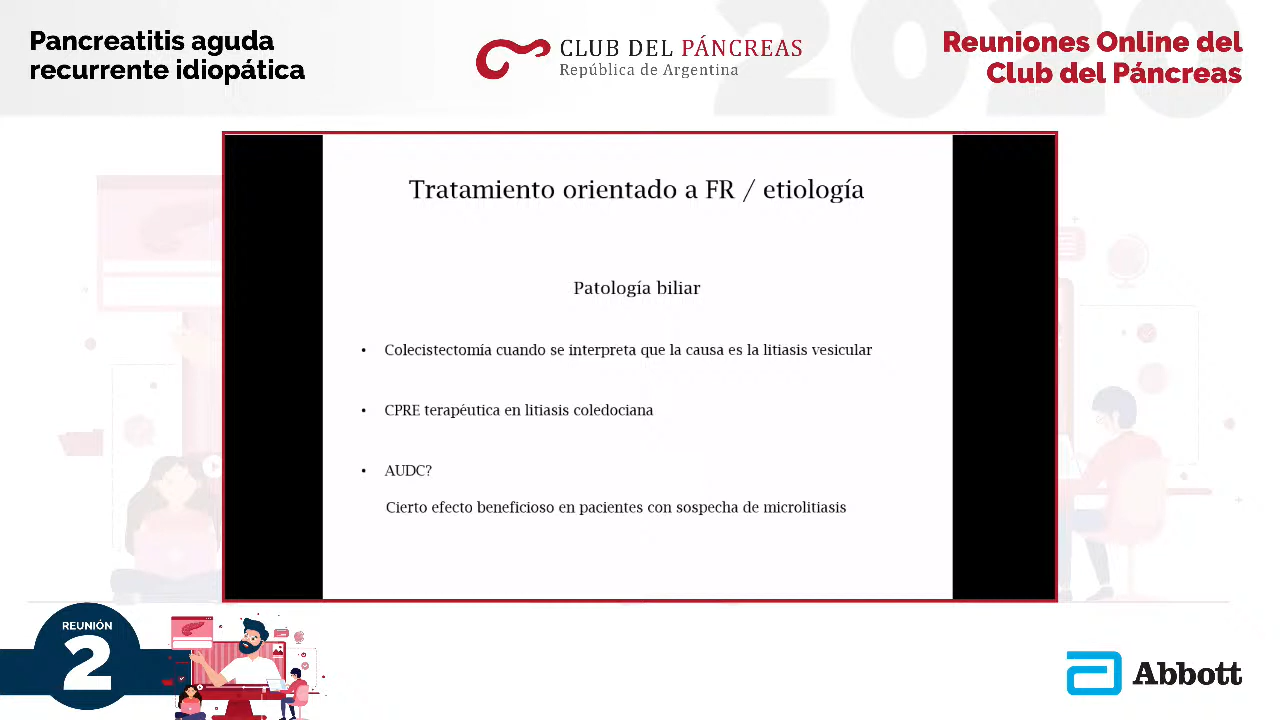 Pancreatitis aguda
recurrente idiopática
CLUB DEL PÁNCREAS
República de Argentina
2020
Reuniones Online del
Club del Páncreas
Tratamiento orientado a FR / etiología
Patología biliar
• Colecistectomía cuando se interpreta que la causa es la litiasis vesicular
• CPRE terapéutica en litiasis coledociana
• AUDC?
Cierto efecto beneficioso en pacientes con sospecha de microlitiasis
REUNIÓN
2
Abbott